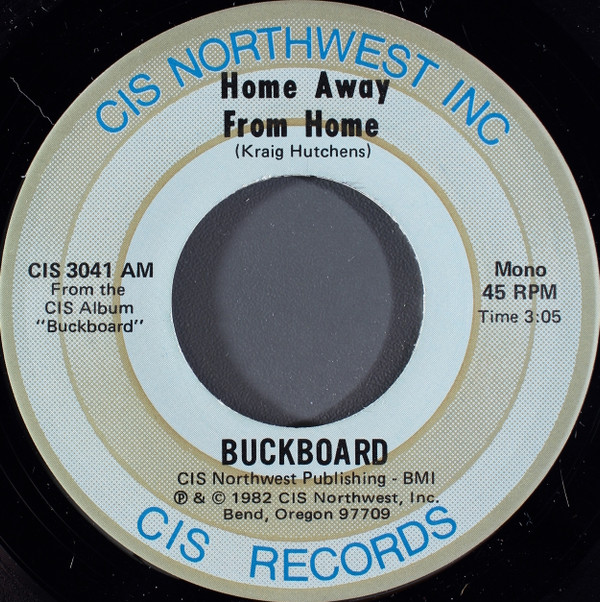 CIS NORTHWEST INC
Home Away
From Home
(Kraig Hutchens)
CIS 3041 AM
From the
CIS Album
"Buckboard"
Mono
45 RPM
Time 3:05
BUCKBOARD
CIS Northwest Publishing - BMI
℗ & © 1982 CIS Northwest, Inc.
Bend, Oregon 97709
CIS RECORDS